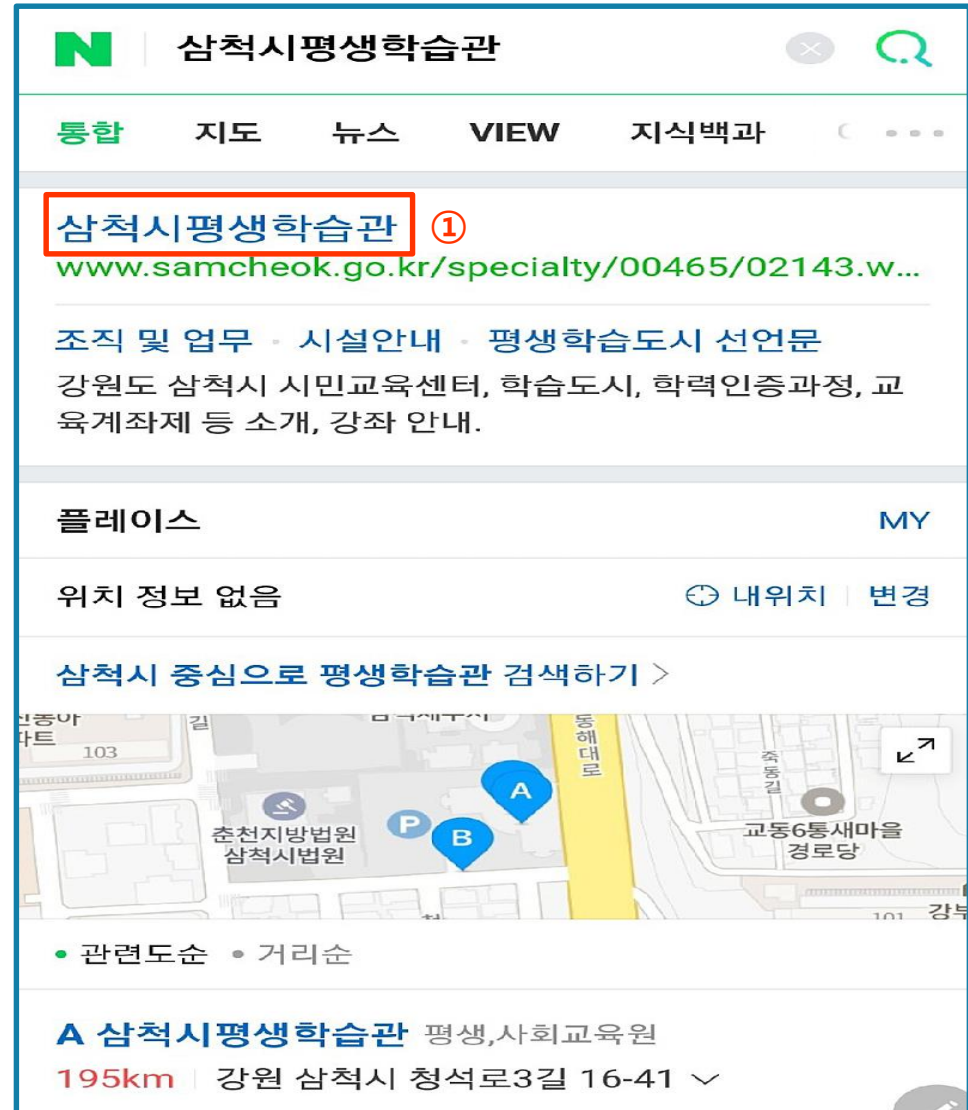 N 삼척시평생학습관
통합 지도 뉴스 VIEW 지식백과
삼척시평생학습관 ①
www.samcheok.go.kr/specialty/00465/02143.w...
조직 및 업무 · 시설안내 · 평생학습도시 선언문
강원도 삼척시 시민교육센터, 학습도시, 학력인증과정, 교
육계좌제 등 소개, 강좌 안내.
플레이스 MY
위치 정보 없음 내위치 변경
삼척시 중심으로 평생학습관 검색하기 >
길
103
동해대로
죽동길
A
P
B
춘천지방법원
삼척시법원
교동6통새마을
경로당
101
• 관련도순 • 거리순
A 삼척시평생학습관 평생,사회교육원
195km 강원 삼척시 청석로3길 16-41